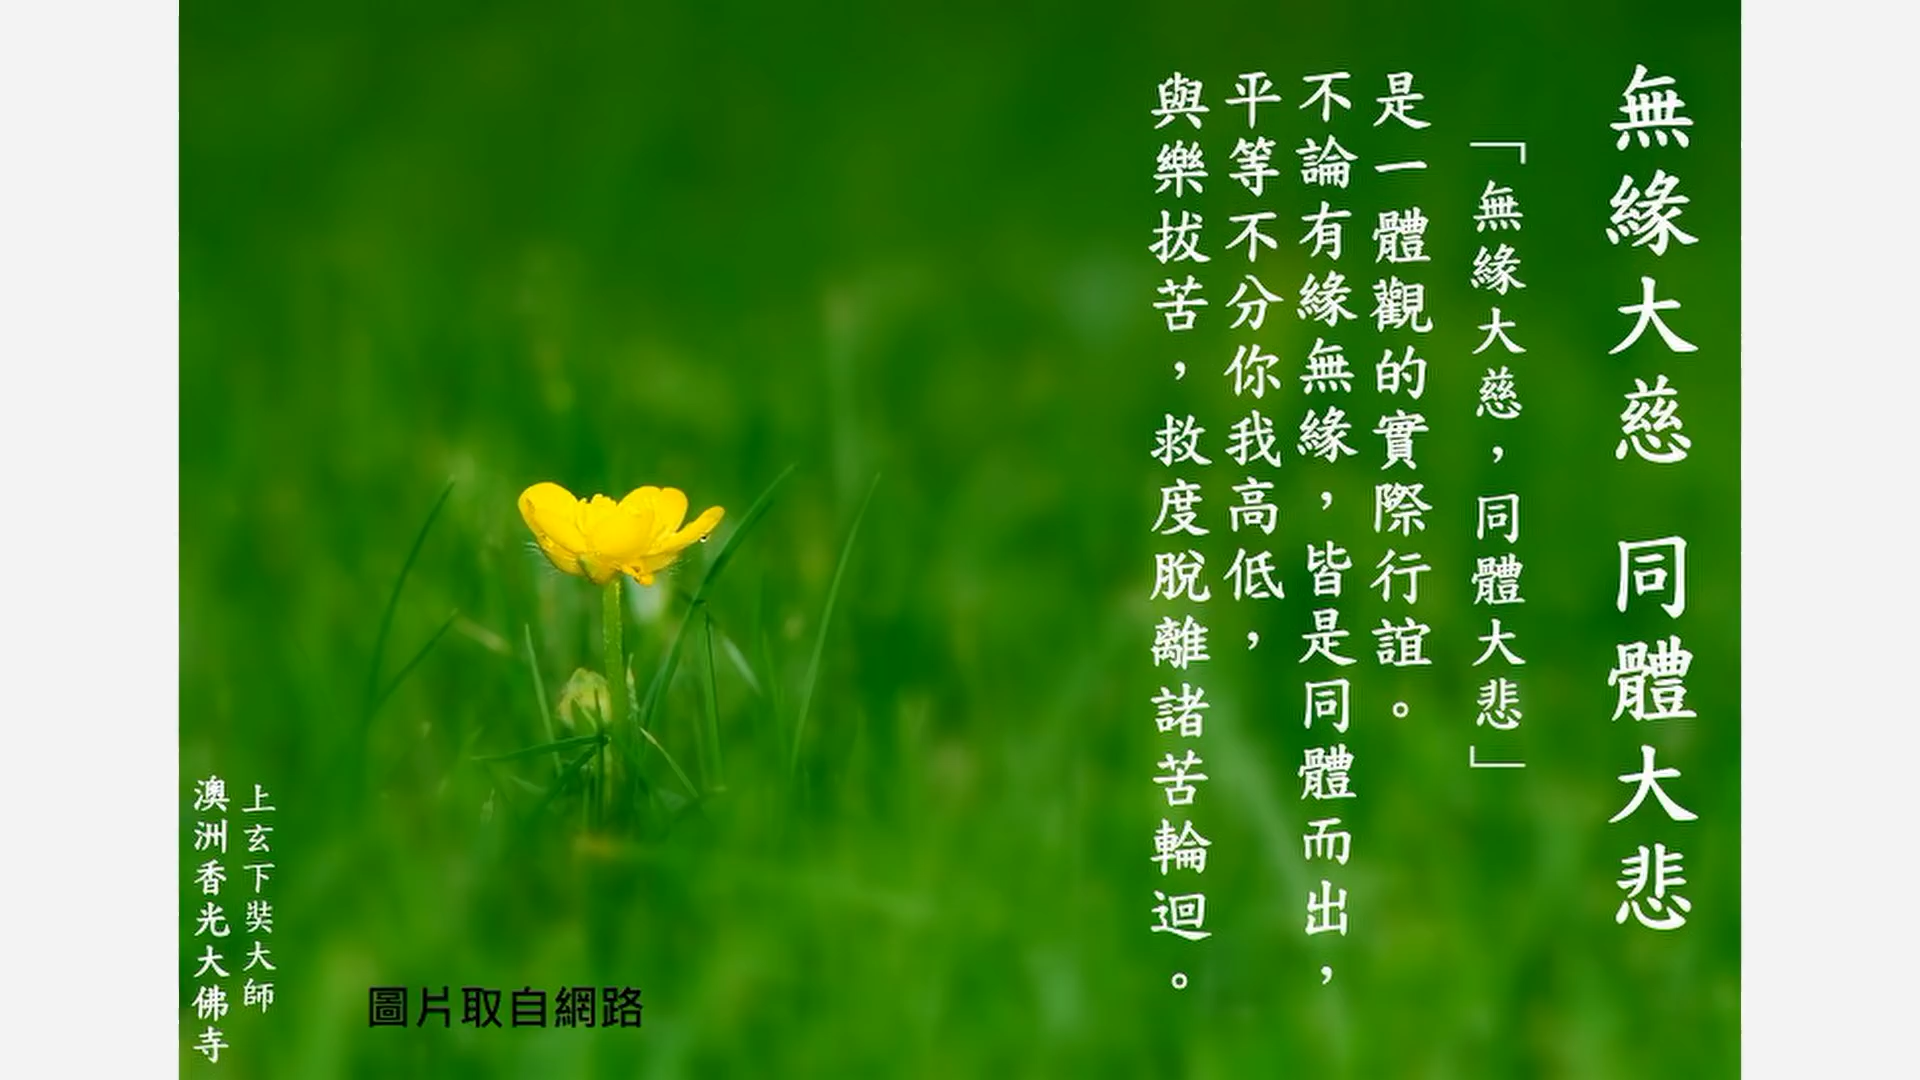 無緣大慈 同體大悲
「無緣大慈，同體大悲」
是一體觀的實際行誼。
不論有緣無緣，皆是同體而出，
平等不分你我高低，
與樂拔苦，救度脫離諸苦輪迴。
上玄下奘大師
澳洲香光大佛寺
圖片取自網路